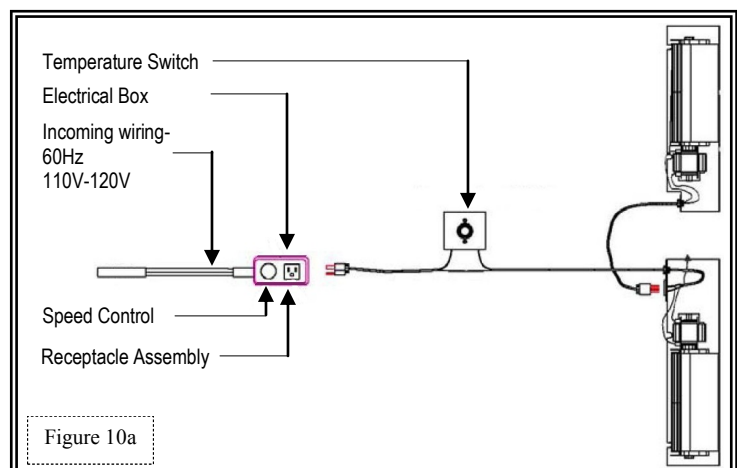 Temperature Switch
Electrical Box
Incoming wiring-
60Hz
110V-120V
Speed Control
Receptacle Assembly
Figure 10a